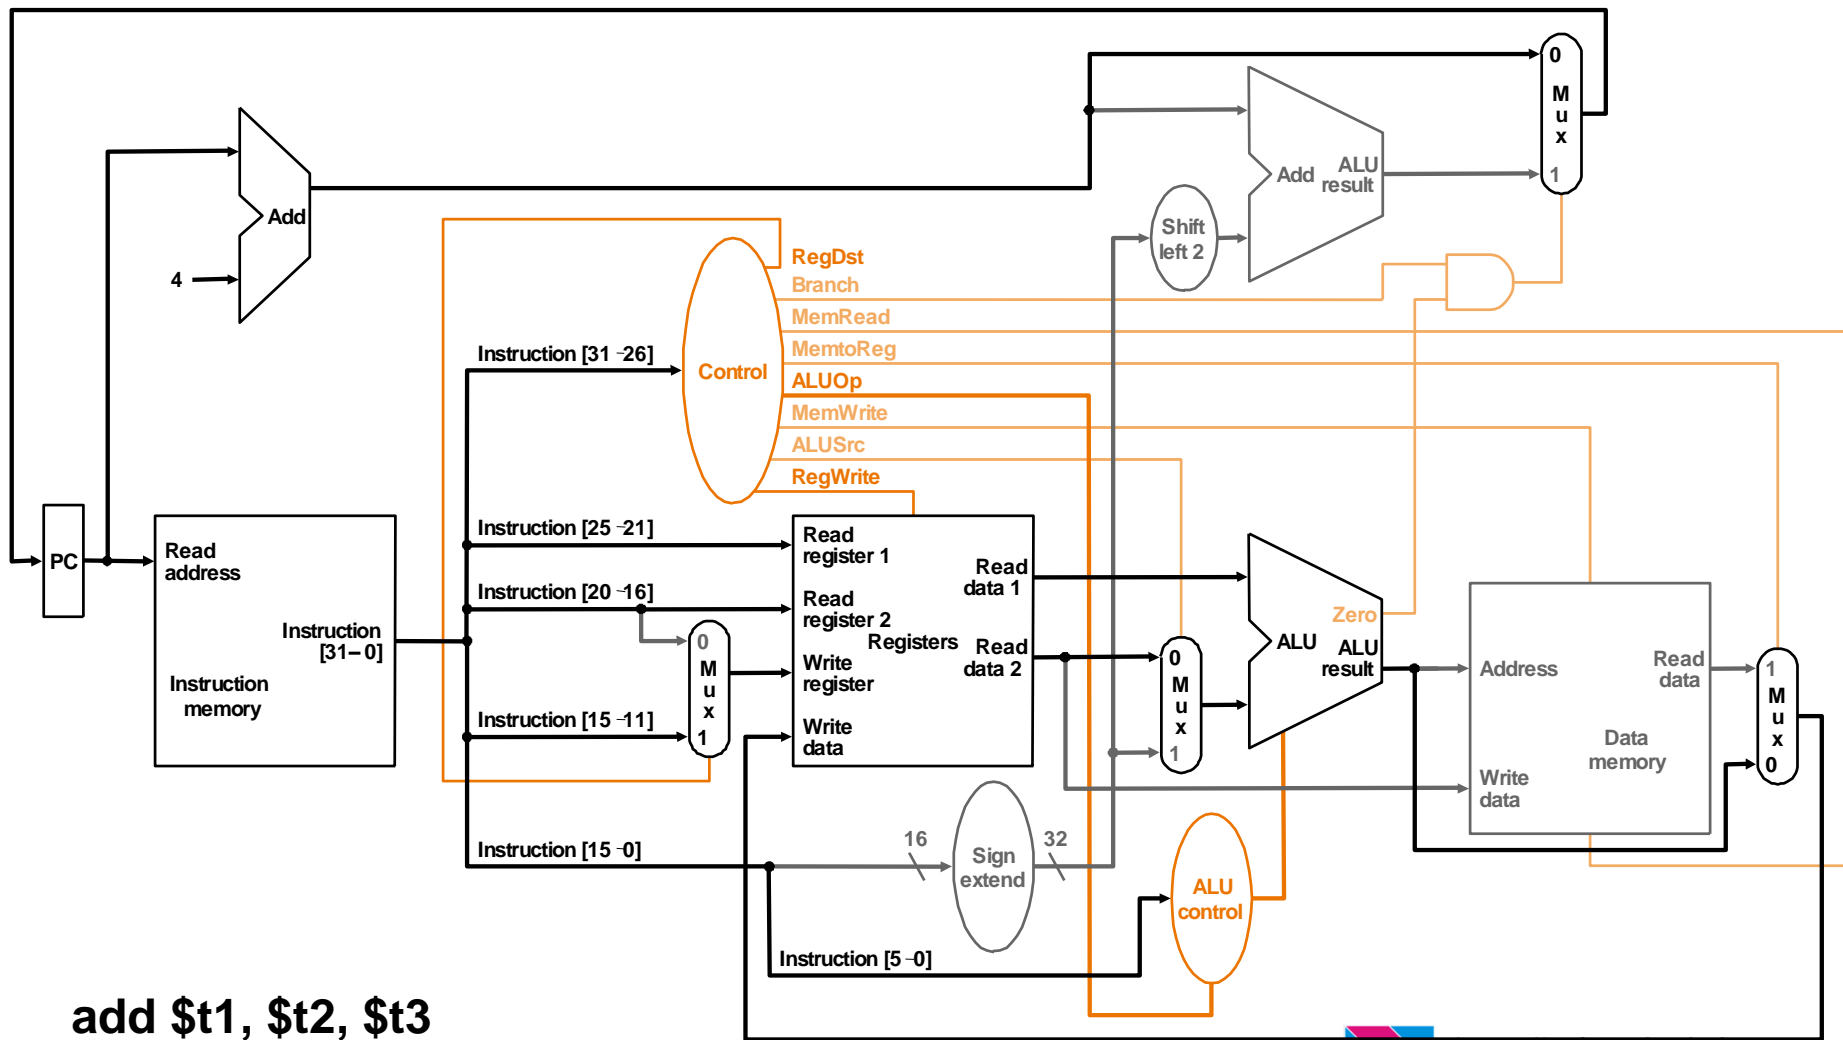 0
M
u
x
1
Add
ALU
result
Add
4
Shift
left 2
RegDst
Branch
MemRead
MemtoReg
ALUOp
MemWrite
ALUSrc
RegWrite
Control
Instruction [31–26]
Instruction [25–21]
Instruction [20–16]
Instruction [15–11]
Instruction [15–0]
Instruction [5–0]
PC
Read
address
Instruction
[31–0]
Instruction
memory
0
M
u
x
1
Read
register 1
Read
register 2
Registers
Write
register
Write
data
Read
data 1
Read
data 2
0
M
u
x
1
Zero
ALU
ALU
result
Address
Read
data
Data
memory
Write
data
1
M
u
x
0
16
Sign
extend
32
ALU
control
add $t1, $t2, $t3